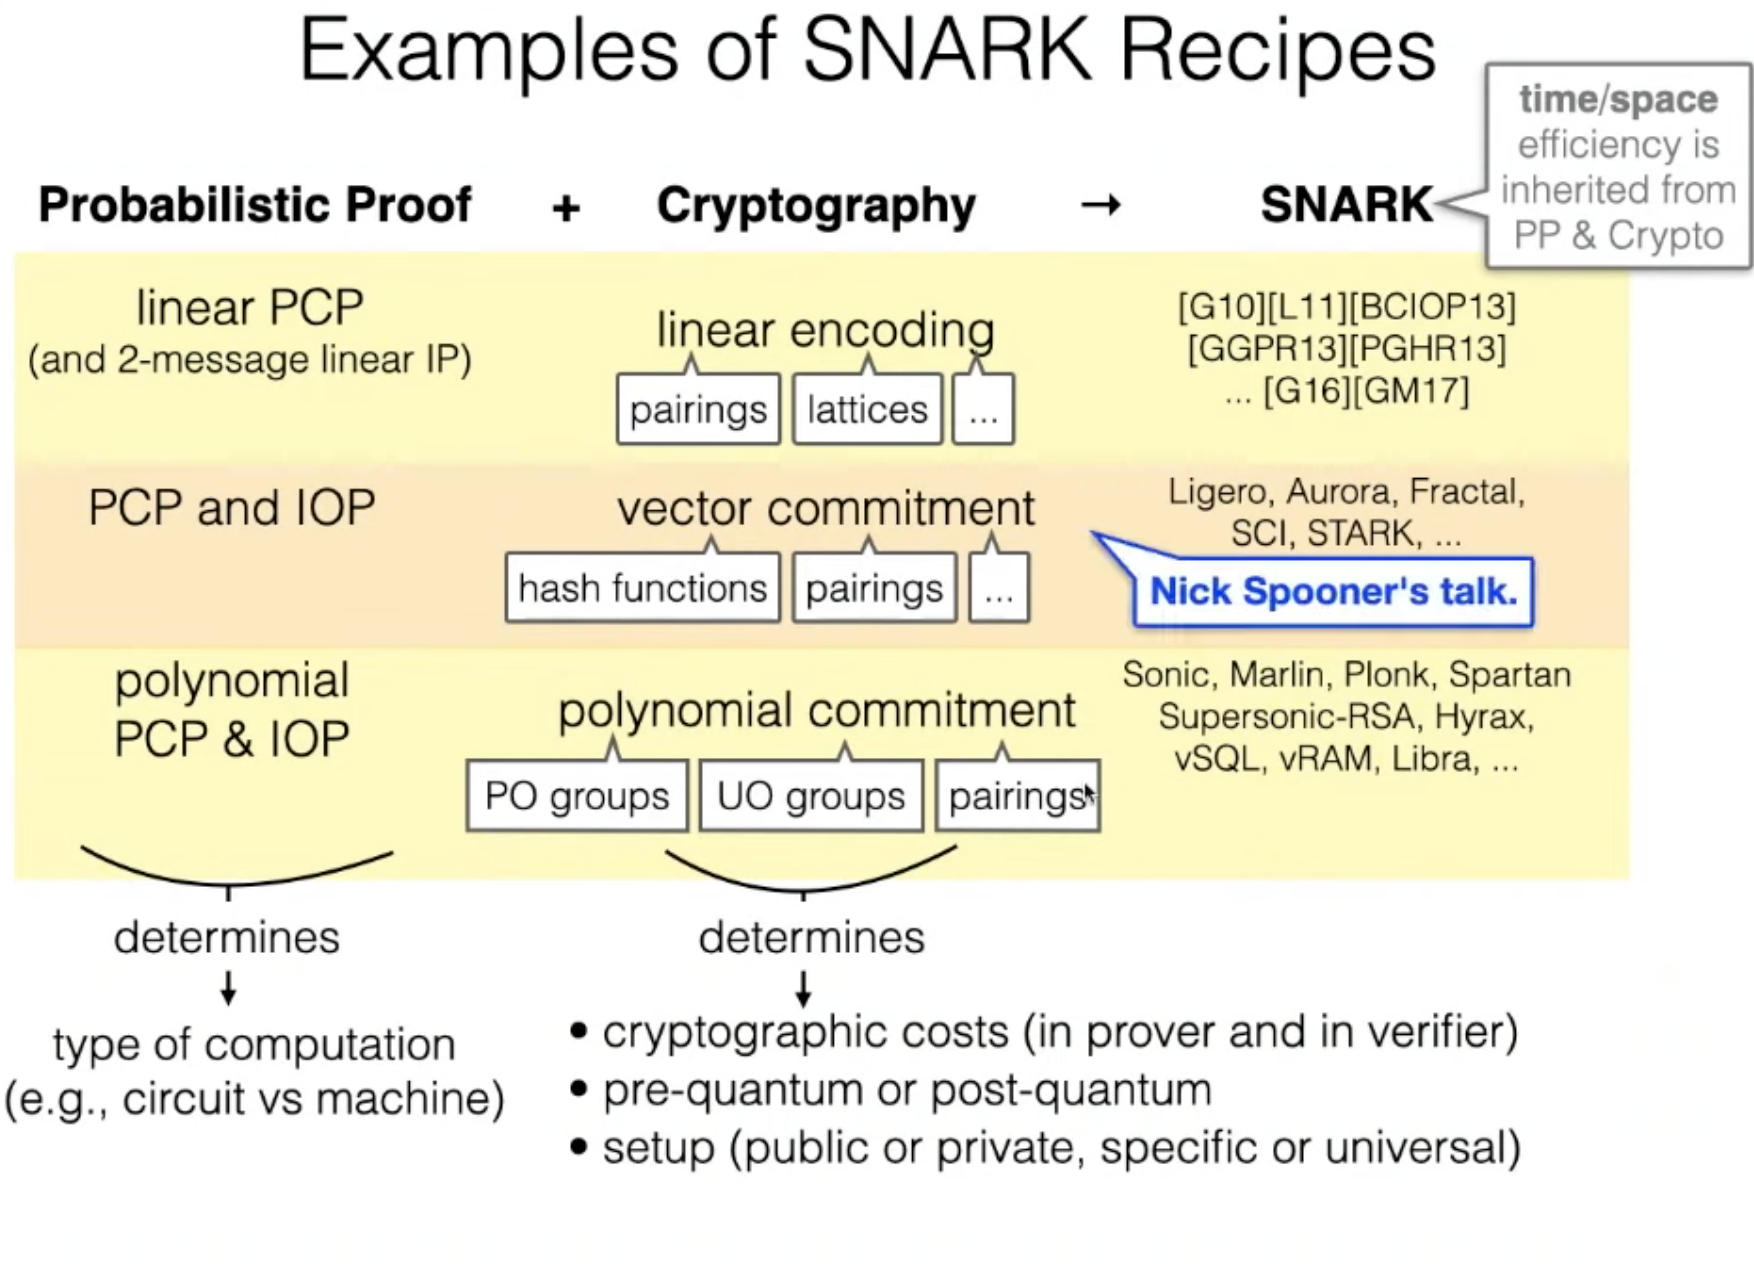 Examples of SNARK Recipes
time/space
efficiency is
inherited from
PP & Crypto
Probabilistic Proof + Cryptography → SNARK
linear PCP
(and 2-message linear IP)
linear encoding
pairings lattices ...
[G10][L11][BCIOP13]
[GGPR13][PGHR13]
... [G16][GM17]
PCP and IOP
vector commitment
hash functions pairings ...
Ligero, Aurora, Fractal,
SCI, STARK, ...
Nick Spooner's talk.
polynomial
PCP & IOP
polynomial commitment
PO groups UO groups pairings
Sonic, Marlin, Plonk, Spartan
Supersonic-RSA, Hyrax,
vSQL, vRAM, Libra, ...
determines
type of computation
(e.g., circuit vs machine)
determines
• cryptographic costs (in prover and in verifier)
• pre-quantum or post-quantum
• setup (public or private, specific or universal)